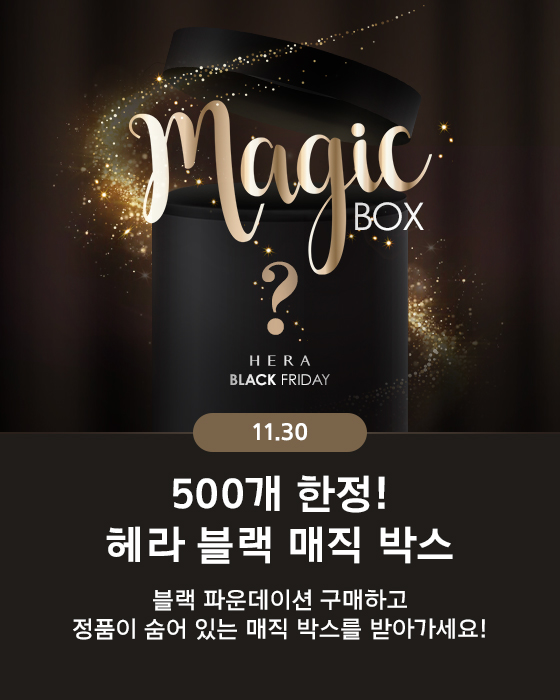 Magic
BOX
?
HERA
BLACK FRIDAY
11.30
500개 한정!
헤라 블랙 매직 박스
블랙 파운데이션 구매하고
정품이 숨어 있는 매직 박스를 받아가세요!